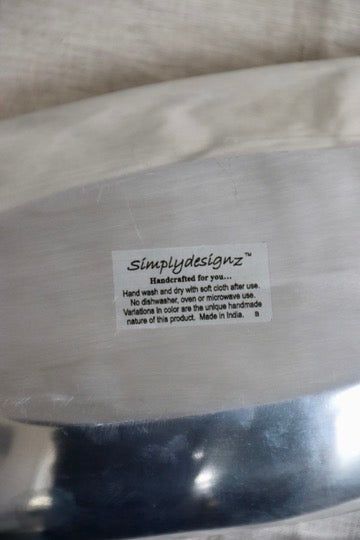 Simplydesignz™
Handcrafted for you...
Hand wash and dry with soft cloth after use.
No dishwasher, oven or microwave use.
Variations in color are the unique handmade
nature of this product. Made in India. B